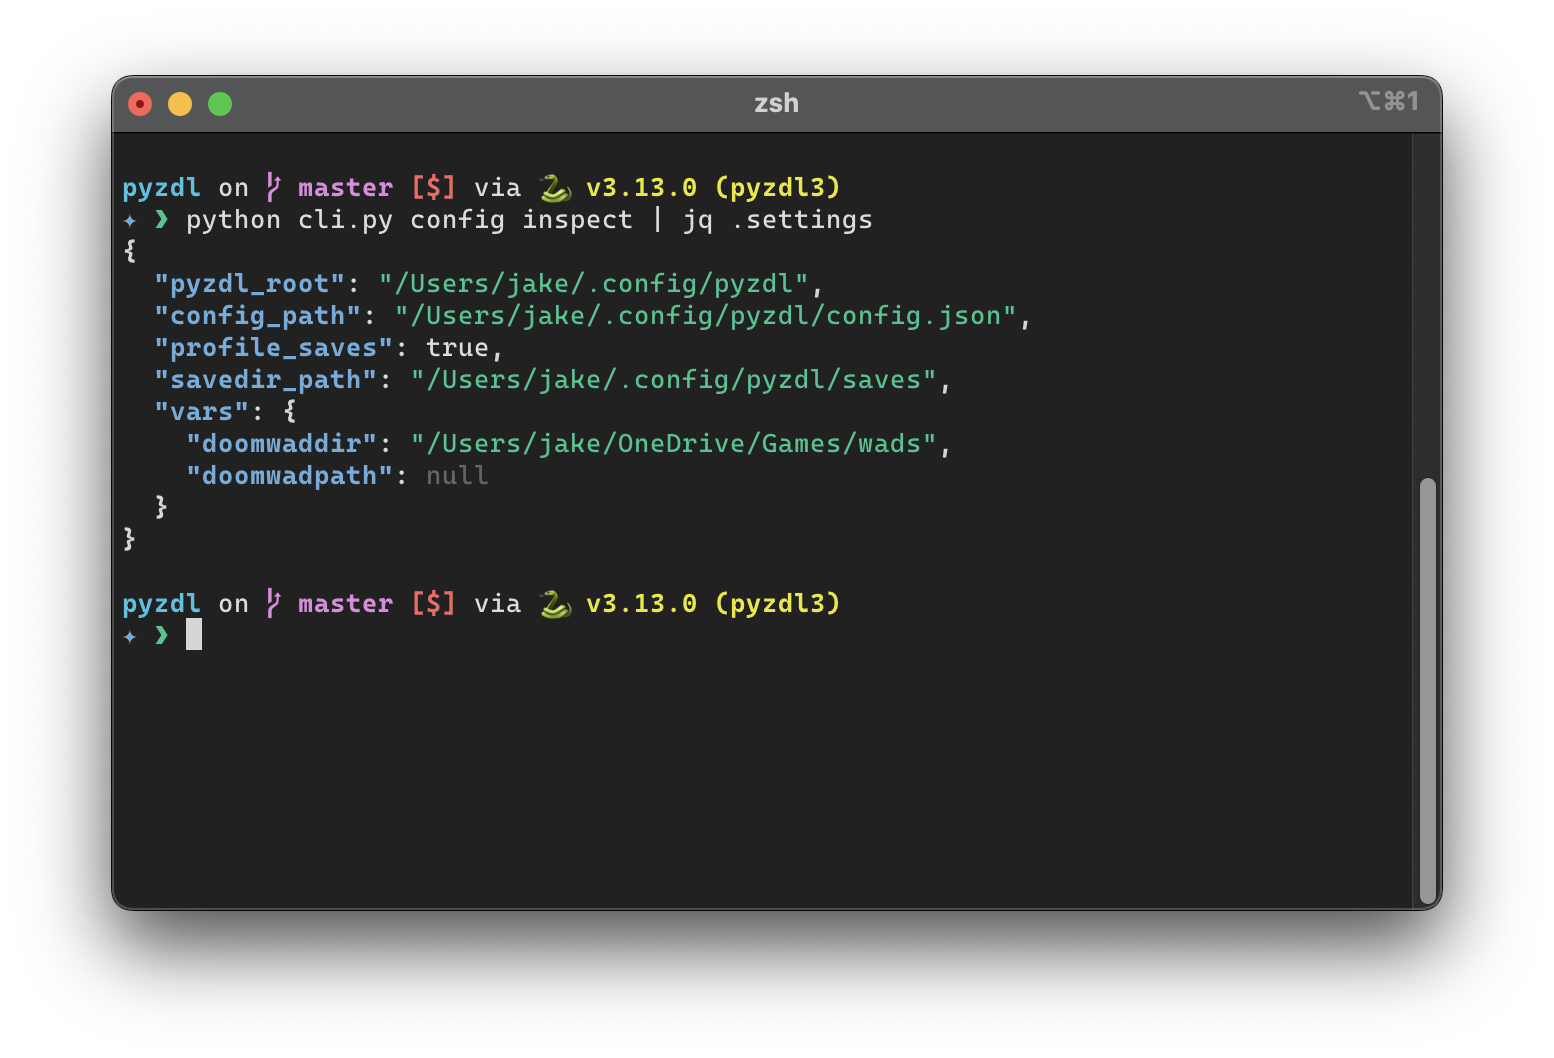 zsh ⌥⌘1
pyzdl on master [$] via 🐍 v3.13.0 (pyzdl3)
✦ ❯ python cli.py config inspect | jq .settings
{
  "pyzdl_root": "/Users/jake/.config/pyzdl",
  "config_path": "/Users/jake/.config/pyzdl/config.json",
  "profile_saves": true,
  "savedir_path": "/Users/jake/.config/pyzdl/saves",
  "vars": {
    "doomwaddir": "/Users/jake/OneDrive/Games/wads",
    "doomwadpath": null
  }
}
pyzdl on master [$] via 🐍 v3.13.0 (pyzdl3)
✦ ❯